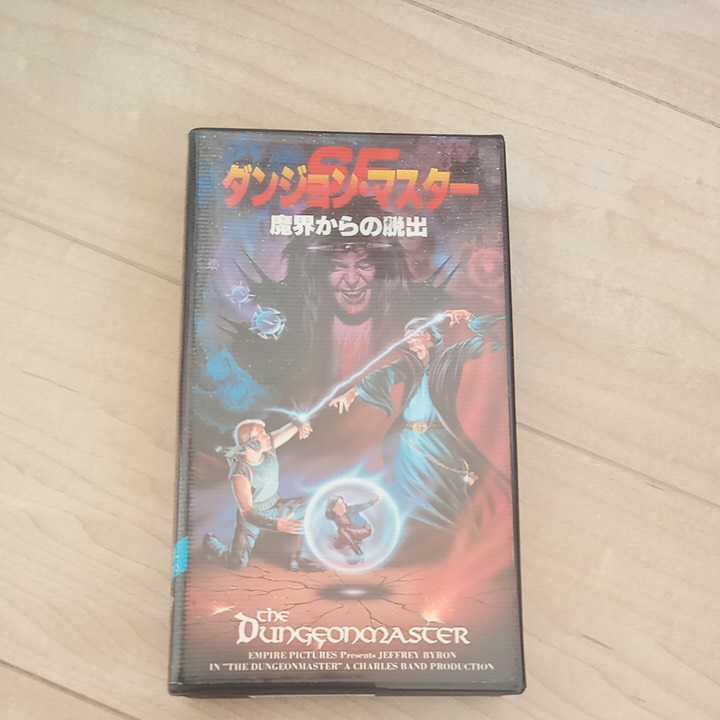 SF
ダンジョン・マスター
魔界からの脱出
the
DUNGEONMASTER
EMPIRE PICTURES Presents JEFFREY BYRON
IN "THE DUNGEONMASTER" A CHARLES BAND PRODUCTION